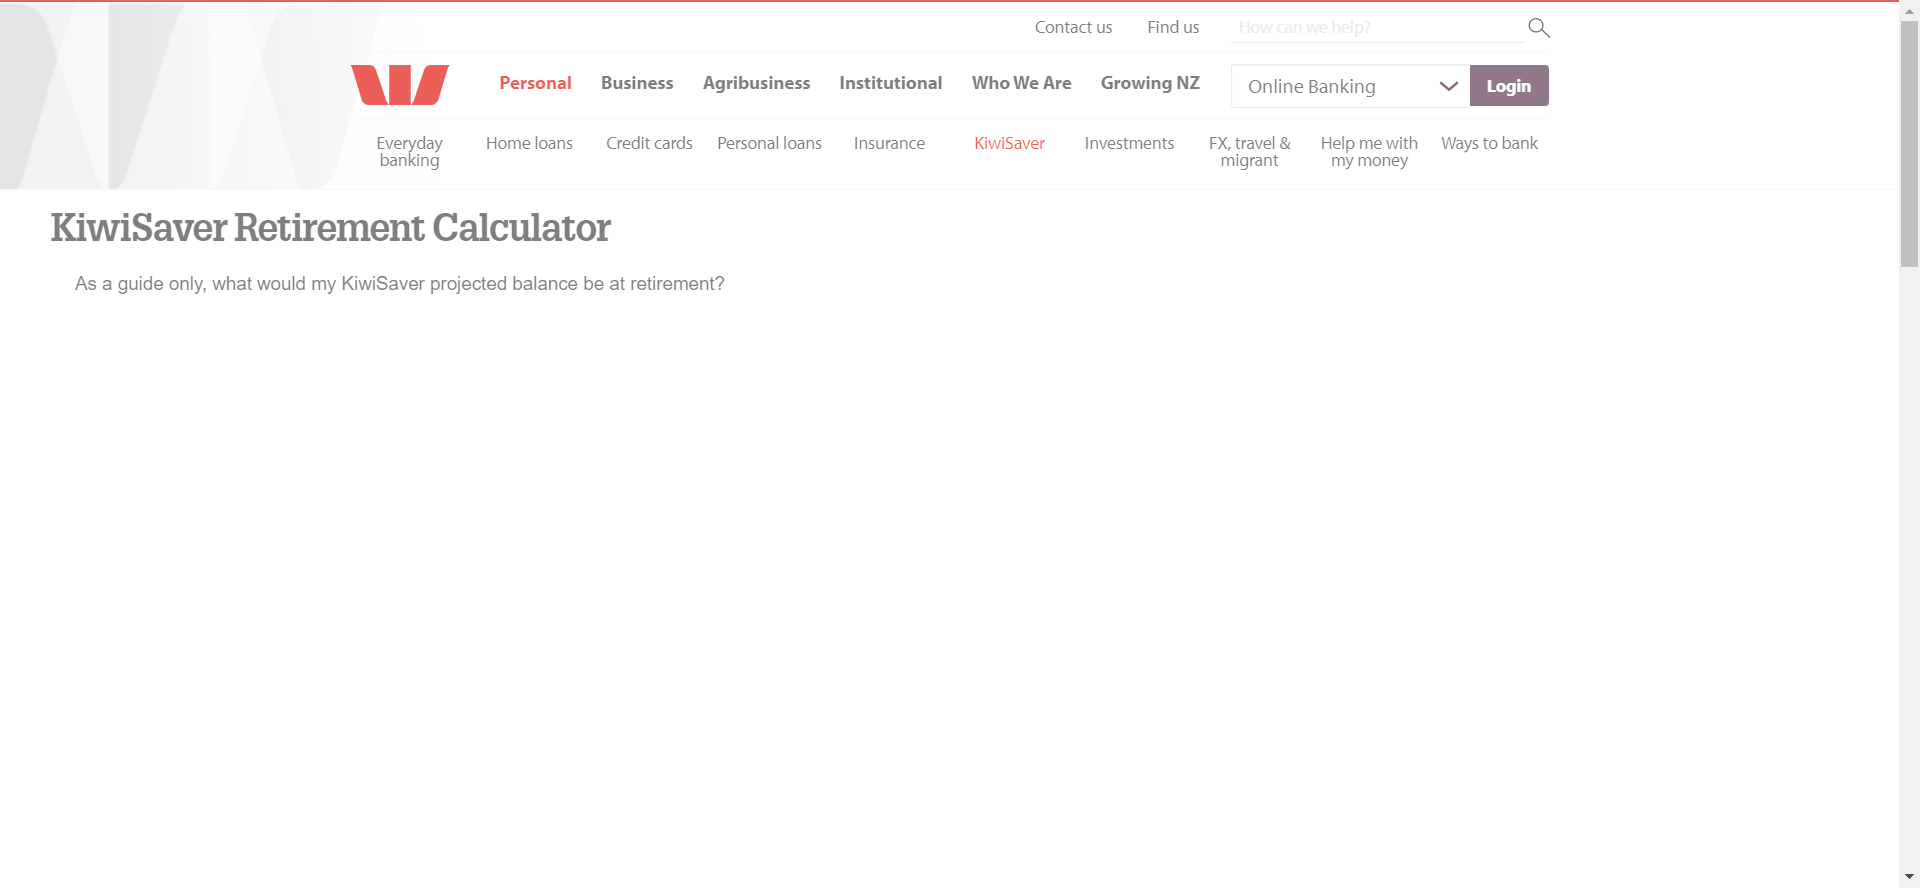 Contact us Find us How can we help?
Personal Business Agribusiness Institutional Who We Are Growing NZ Online Banking Login
Everyday banking Home loans Credit cards Personal loans Insurance KiwiSaver Investments FX, travel & migrant Help me with my money Ways to bank
KiwiSaver Retirement Calculator
As a guide only, what would my KiwiSaver projected balance be at retirement?